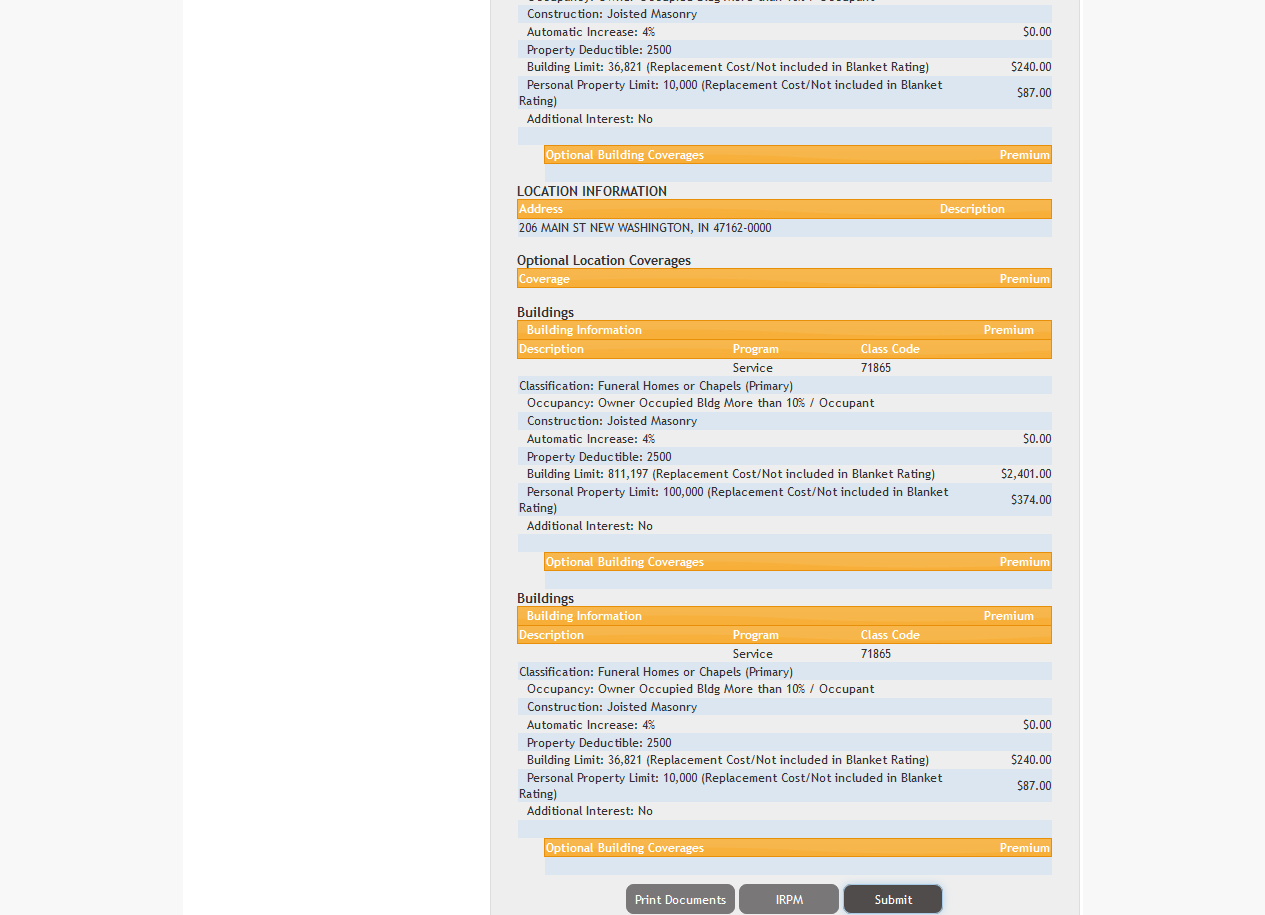 Construction: Joisted Masonry
Automatic Increase: 4% $0.00
Property Deductible: 2500
Building Limit: 36,821 (Replacement Cost/Not included in Blanket Rating) $240.00
Personal Property Limit: 10,000 (Replacement Cost/Not included in Blanket
Rating) $87.00
Additional Interest: No
Optional Building Coverages Premium
LOCATION INFORMATION
Address Description
206 MAIN ST NEW WASHINGTON, IN 47162-0000
Optional Location Coverages
Coverage Premium
Buildings
Building Information Premium
Description Program Class Code
Service 71865
Classification: Funeral Homes or Chapels (Primary)
Occupancy: Owner Occupied Bldg More than 10% / Occupant
Construction: Joisted Masonry
Automatic Increase: 4% $0.00
Property Deductible: 2500
Building Limit: 811,197 (Replacement Cost/Not included in Blanket Rating) $2,401.00
Personal Property Limit: 100,000 (Replacement Cost/Not included in Blanket
Rating) $374.00
Additional Interest: No
Optional Building Coverages Premium
Buildings
Building Information Premium
Description Program Class Code
Service 71865
Classification: Funeral Homes or Chapels (Primary)
Occupancy: Owner Occupied Bldg More than 10% / Occupant
Construction: Joisted Masonry
Automatic Increase: 4% $0.00
Property Deductible: 2500
Building Limit: 36,821 (Replacement Cost/Not included in Blanket Rating) $240.00
Personal Property Limit: 10,000 (Replacement Cost/Not included in Blanket
Rating) $87.00
Additional Interest: No
Optional Building Coverages Premium
Print Documents IRPM Submit